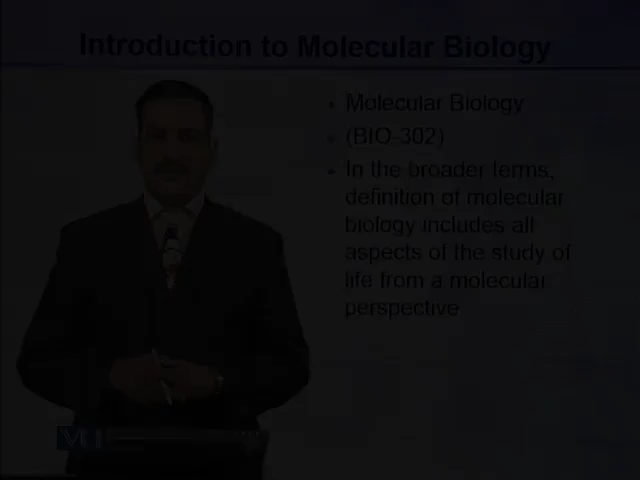 Introduction to Molecular Biology
Molecular Biology
(BIO-302)
In the broader terms,
definition of molecular
biology includes all
aspects of the study of
life from a molecular
perspective
VU